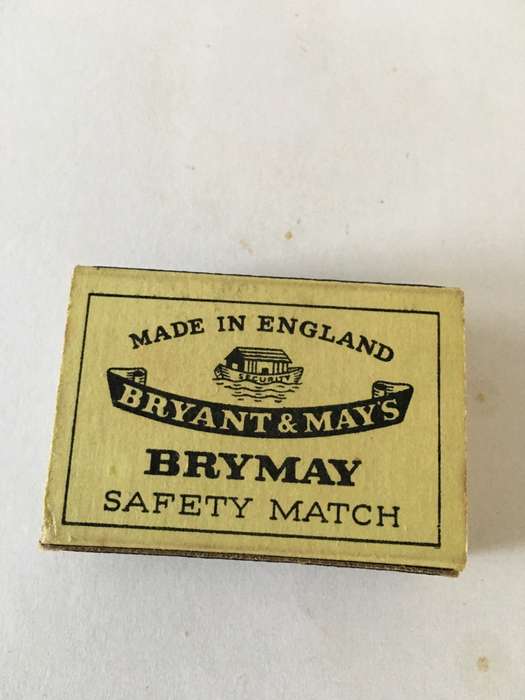 MADE IN ENGLAND
SECURITY
BRYANT & MAY'S
BRYMAY
SAFETY MATCH